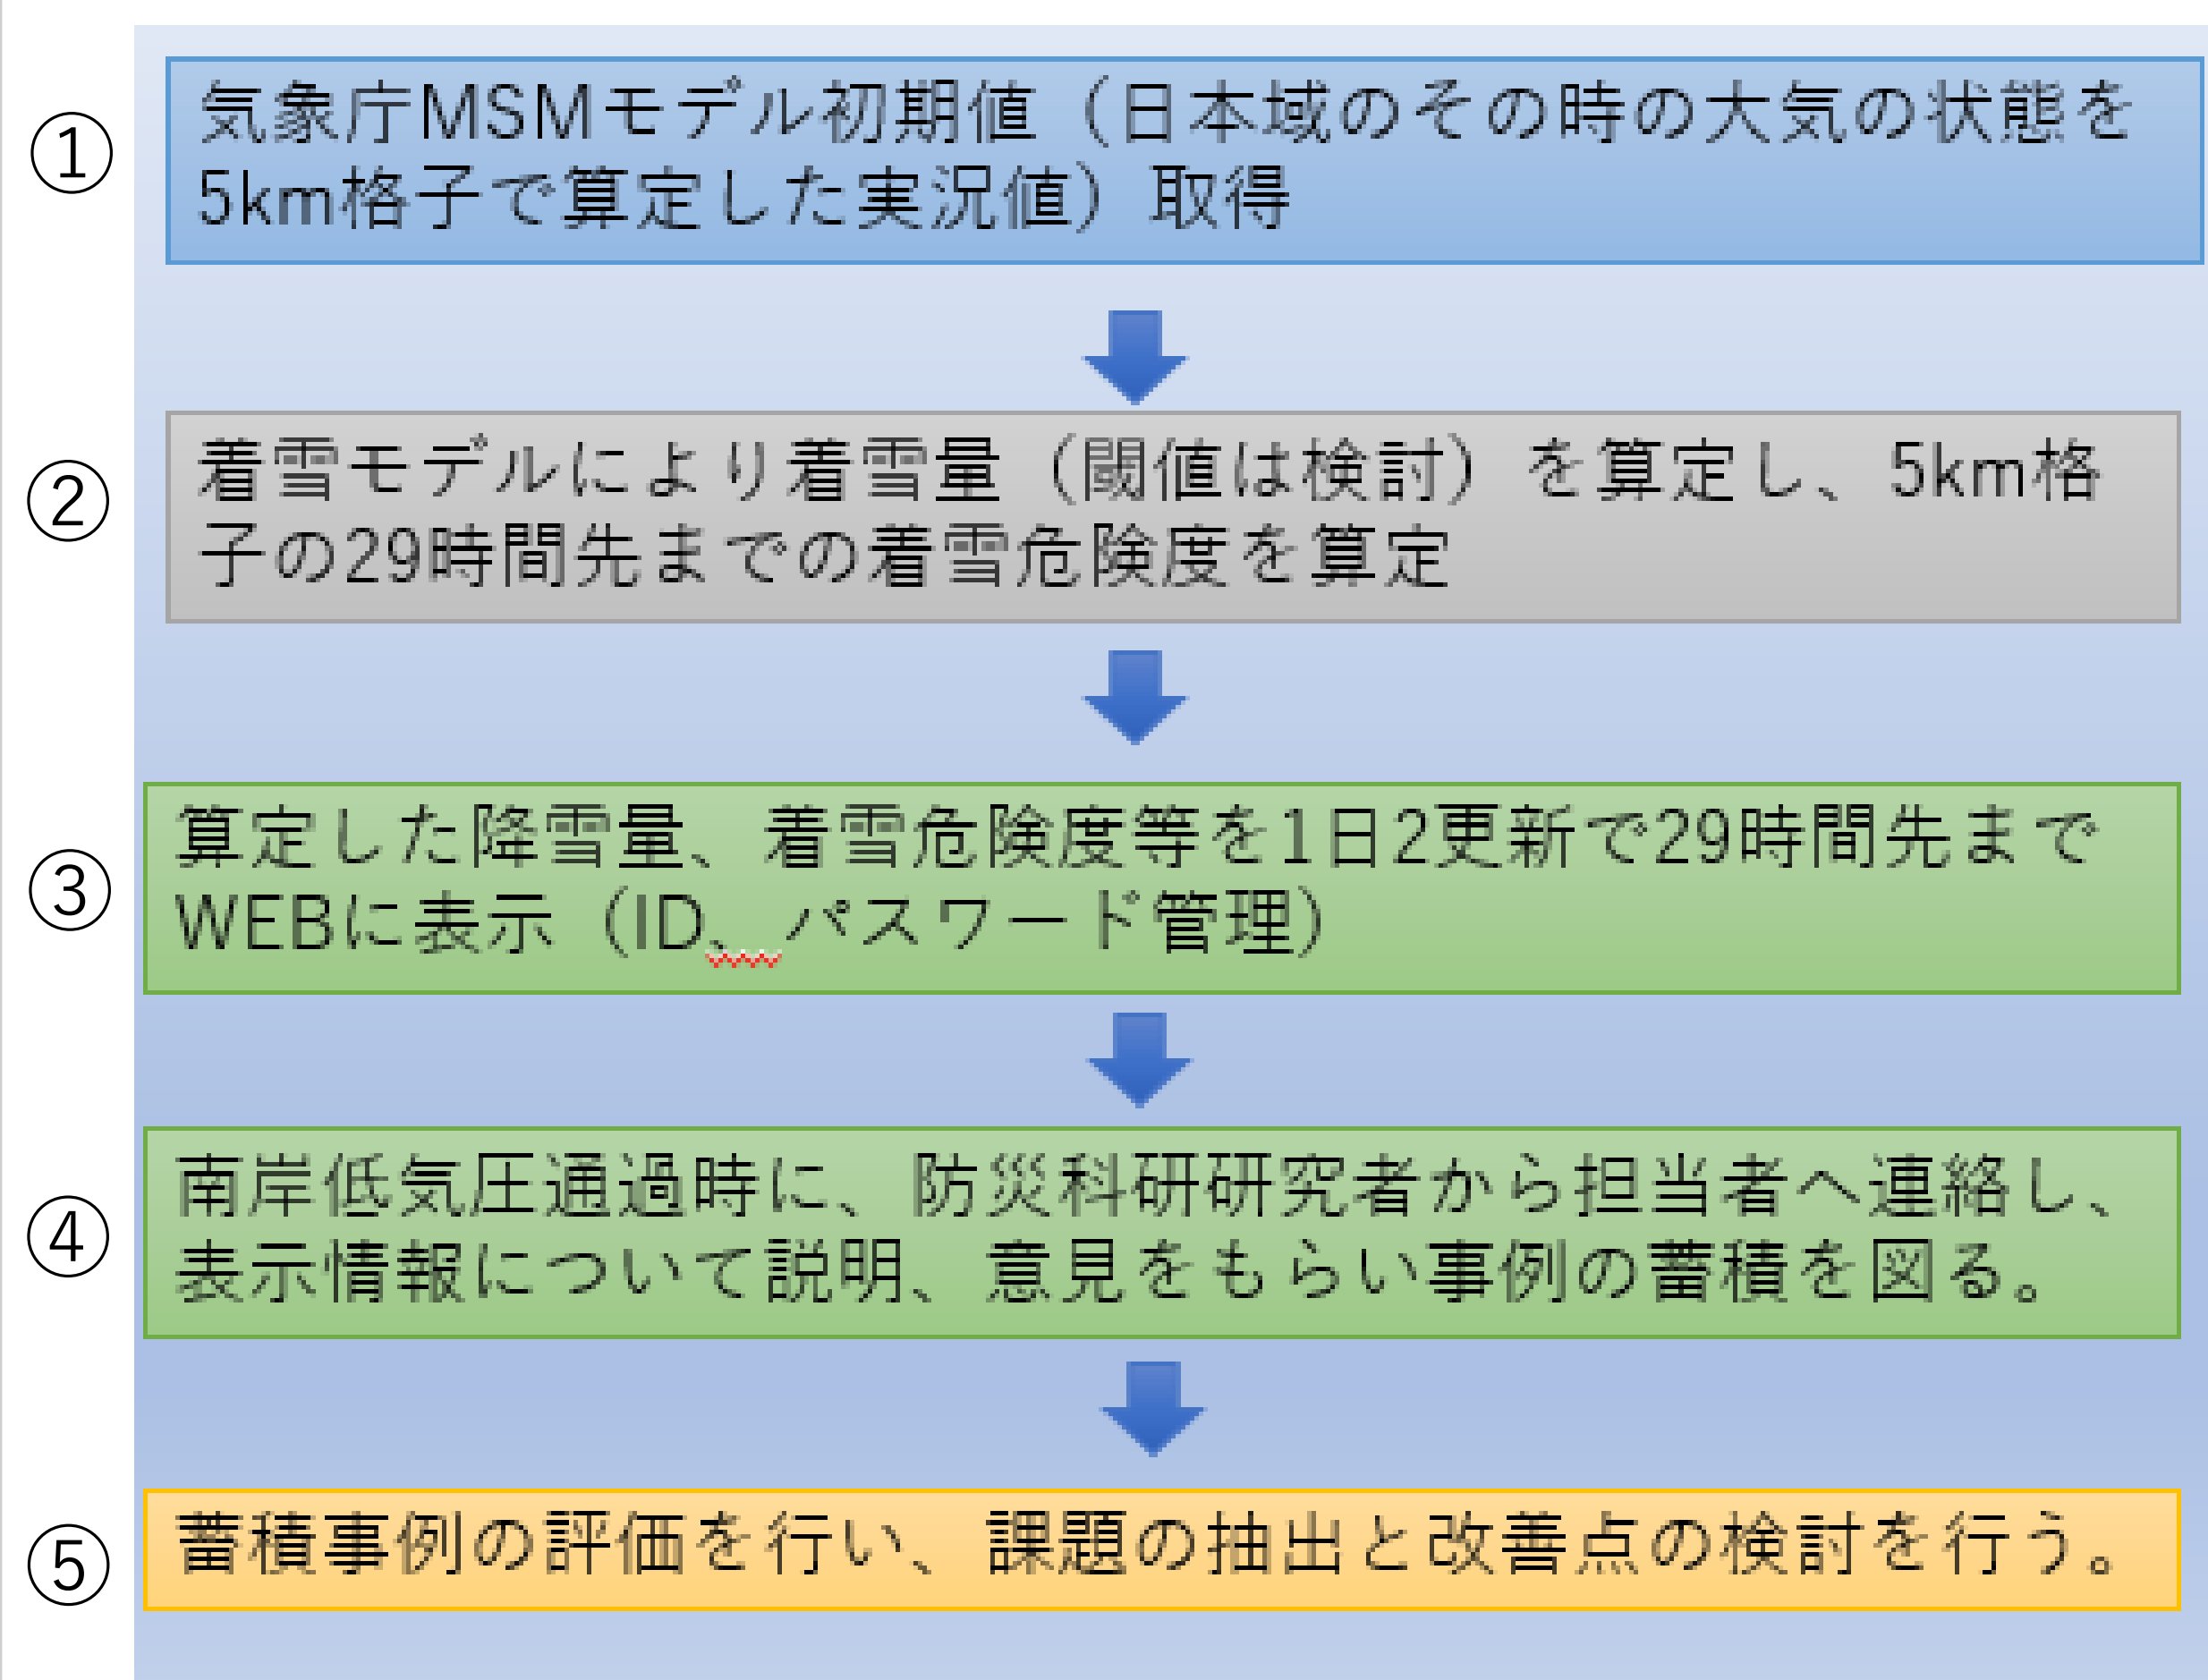 ①
気象庁MSMモデル初期値（日本域のその時の大気の状態を
5km格子で算定した実況値）取得
②
着雪モデルにより着雪量（閾値は検討）を算定し、5km格
子の29時間先までの着雪危険度を算定
③
算定した降雪量、着雪危険度等を1日2更新で29時間先まで
WEBに表示（ID、パスワード管理）
④
南岸低気圧通過時に、防災科研研究者から担当者へ連絡し、
表示情報について説明、意見をもらい事例の蓄積を図る。
⑤
蓄積事例の評価を行い、課題の抽出と改善点の検討を行う。